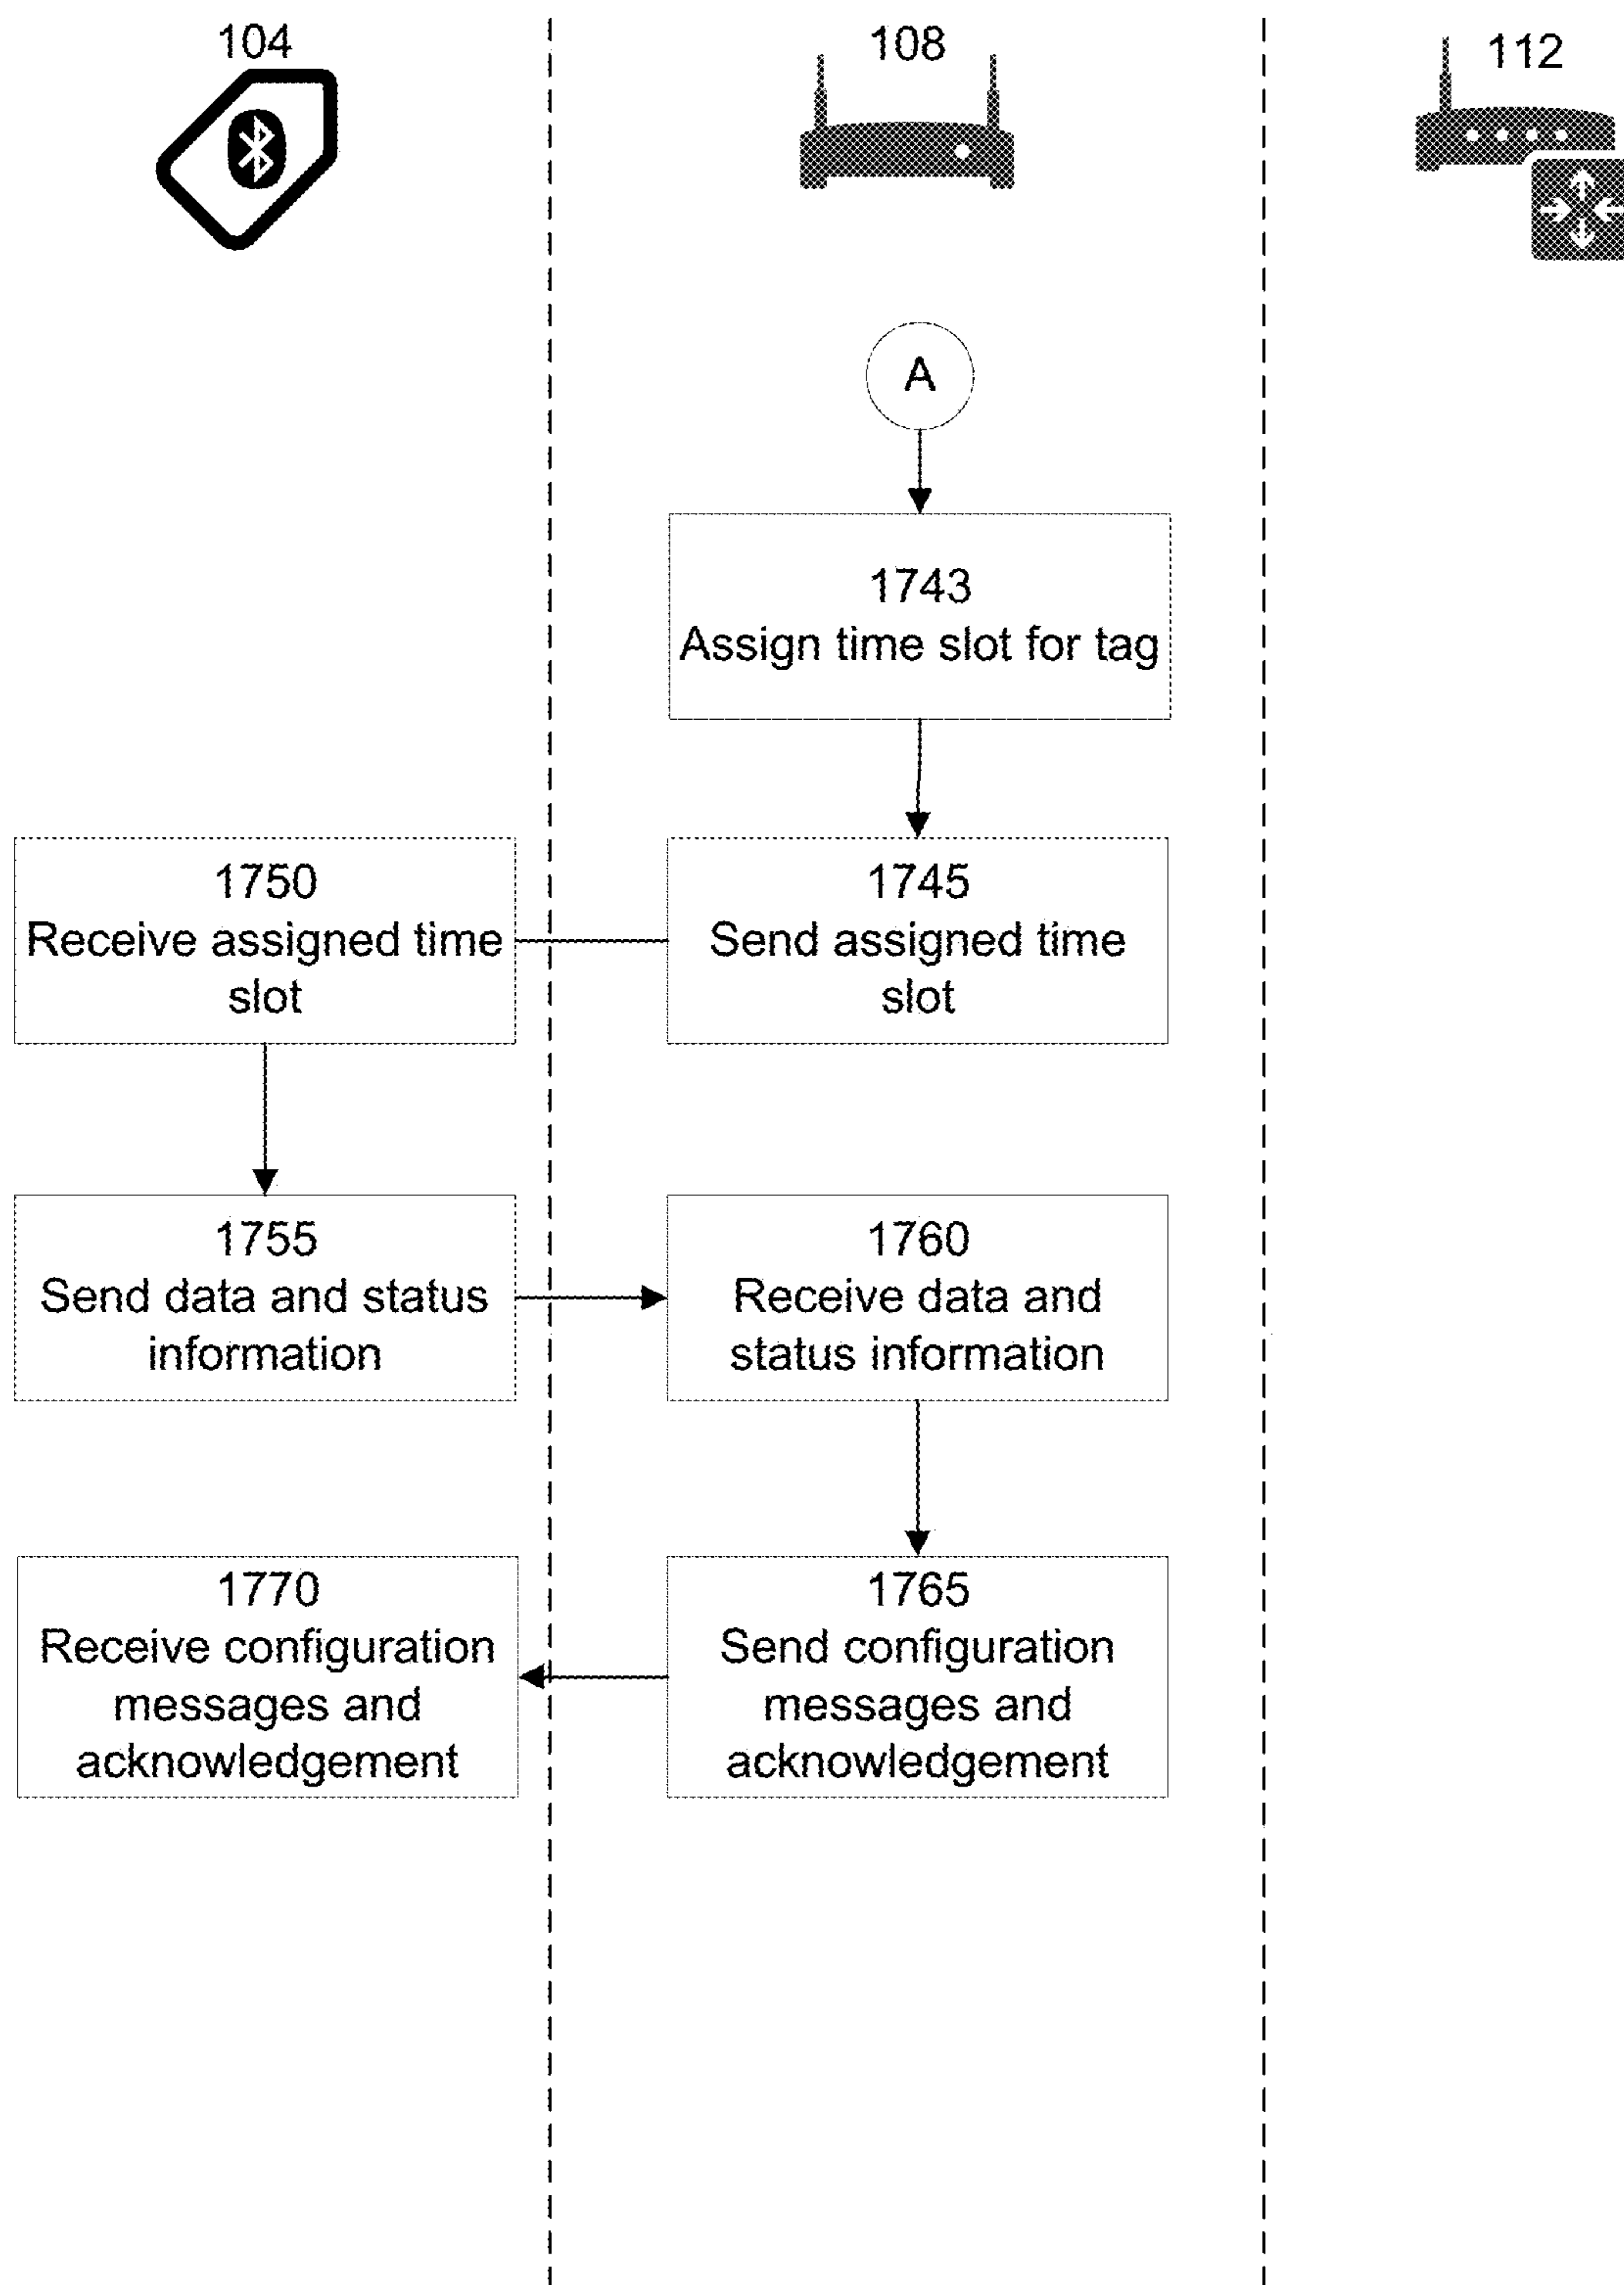 104
108
112
A
1743
Assign time slot for tag
1750
Receive assigned time
slot
1745
Send assigned time
slot
1755
Send data and status
information
1760
Receive data and
status information
1770
Receive configuration
messages and
acknowledgement
1765
Send configuration
messages and
acknowledgement